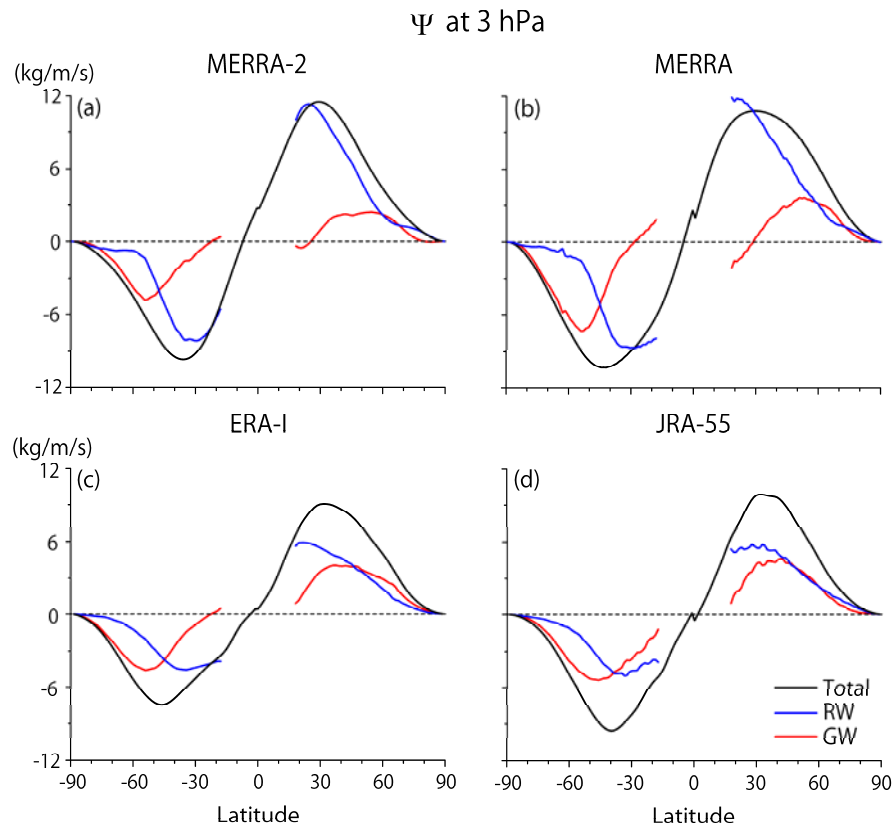 Ψ at 3 hPa
(kg/m/s)
MERRA-2
MERRA
12
6
0
-6
-12
(a)
(b)
(kg/m/s)
ERA-I
JRA-55
12
6
0
-6
-12
(c)
(d)
Total
RW
GW
-90 -60 -30 0 30 60 90
-90 -60 -30 0 30 60 90
Latitude
Latitude